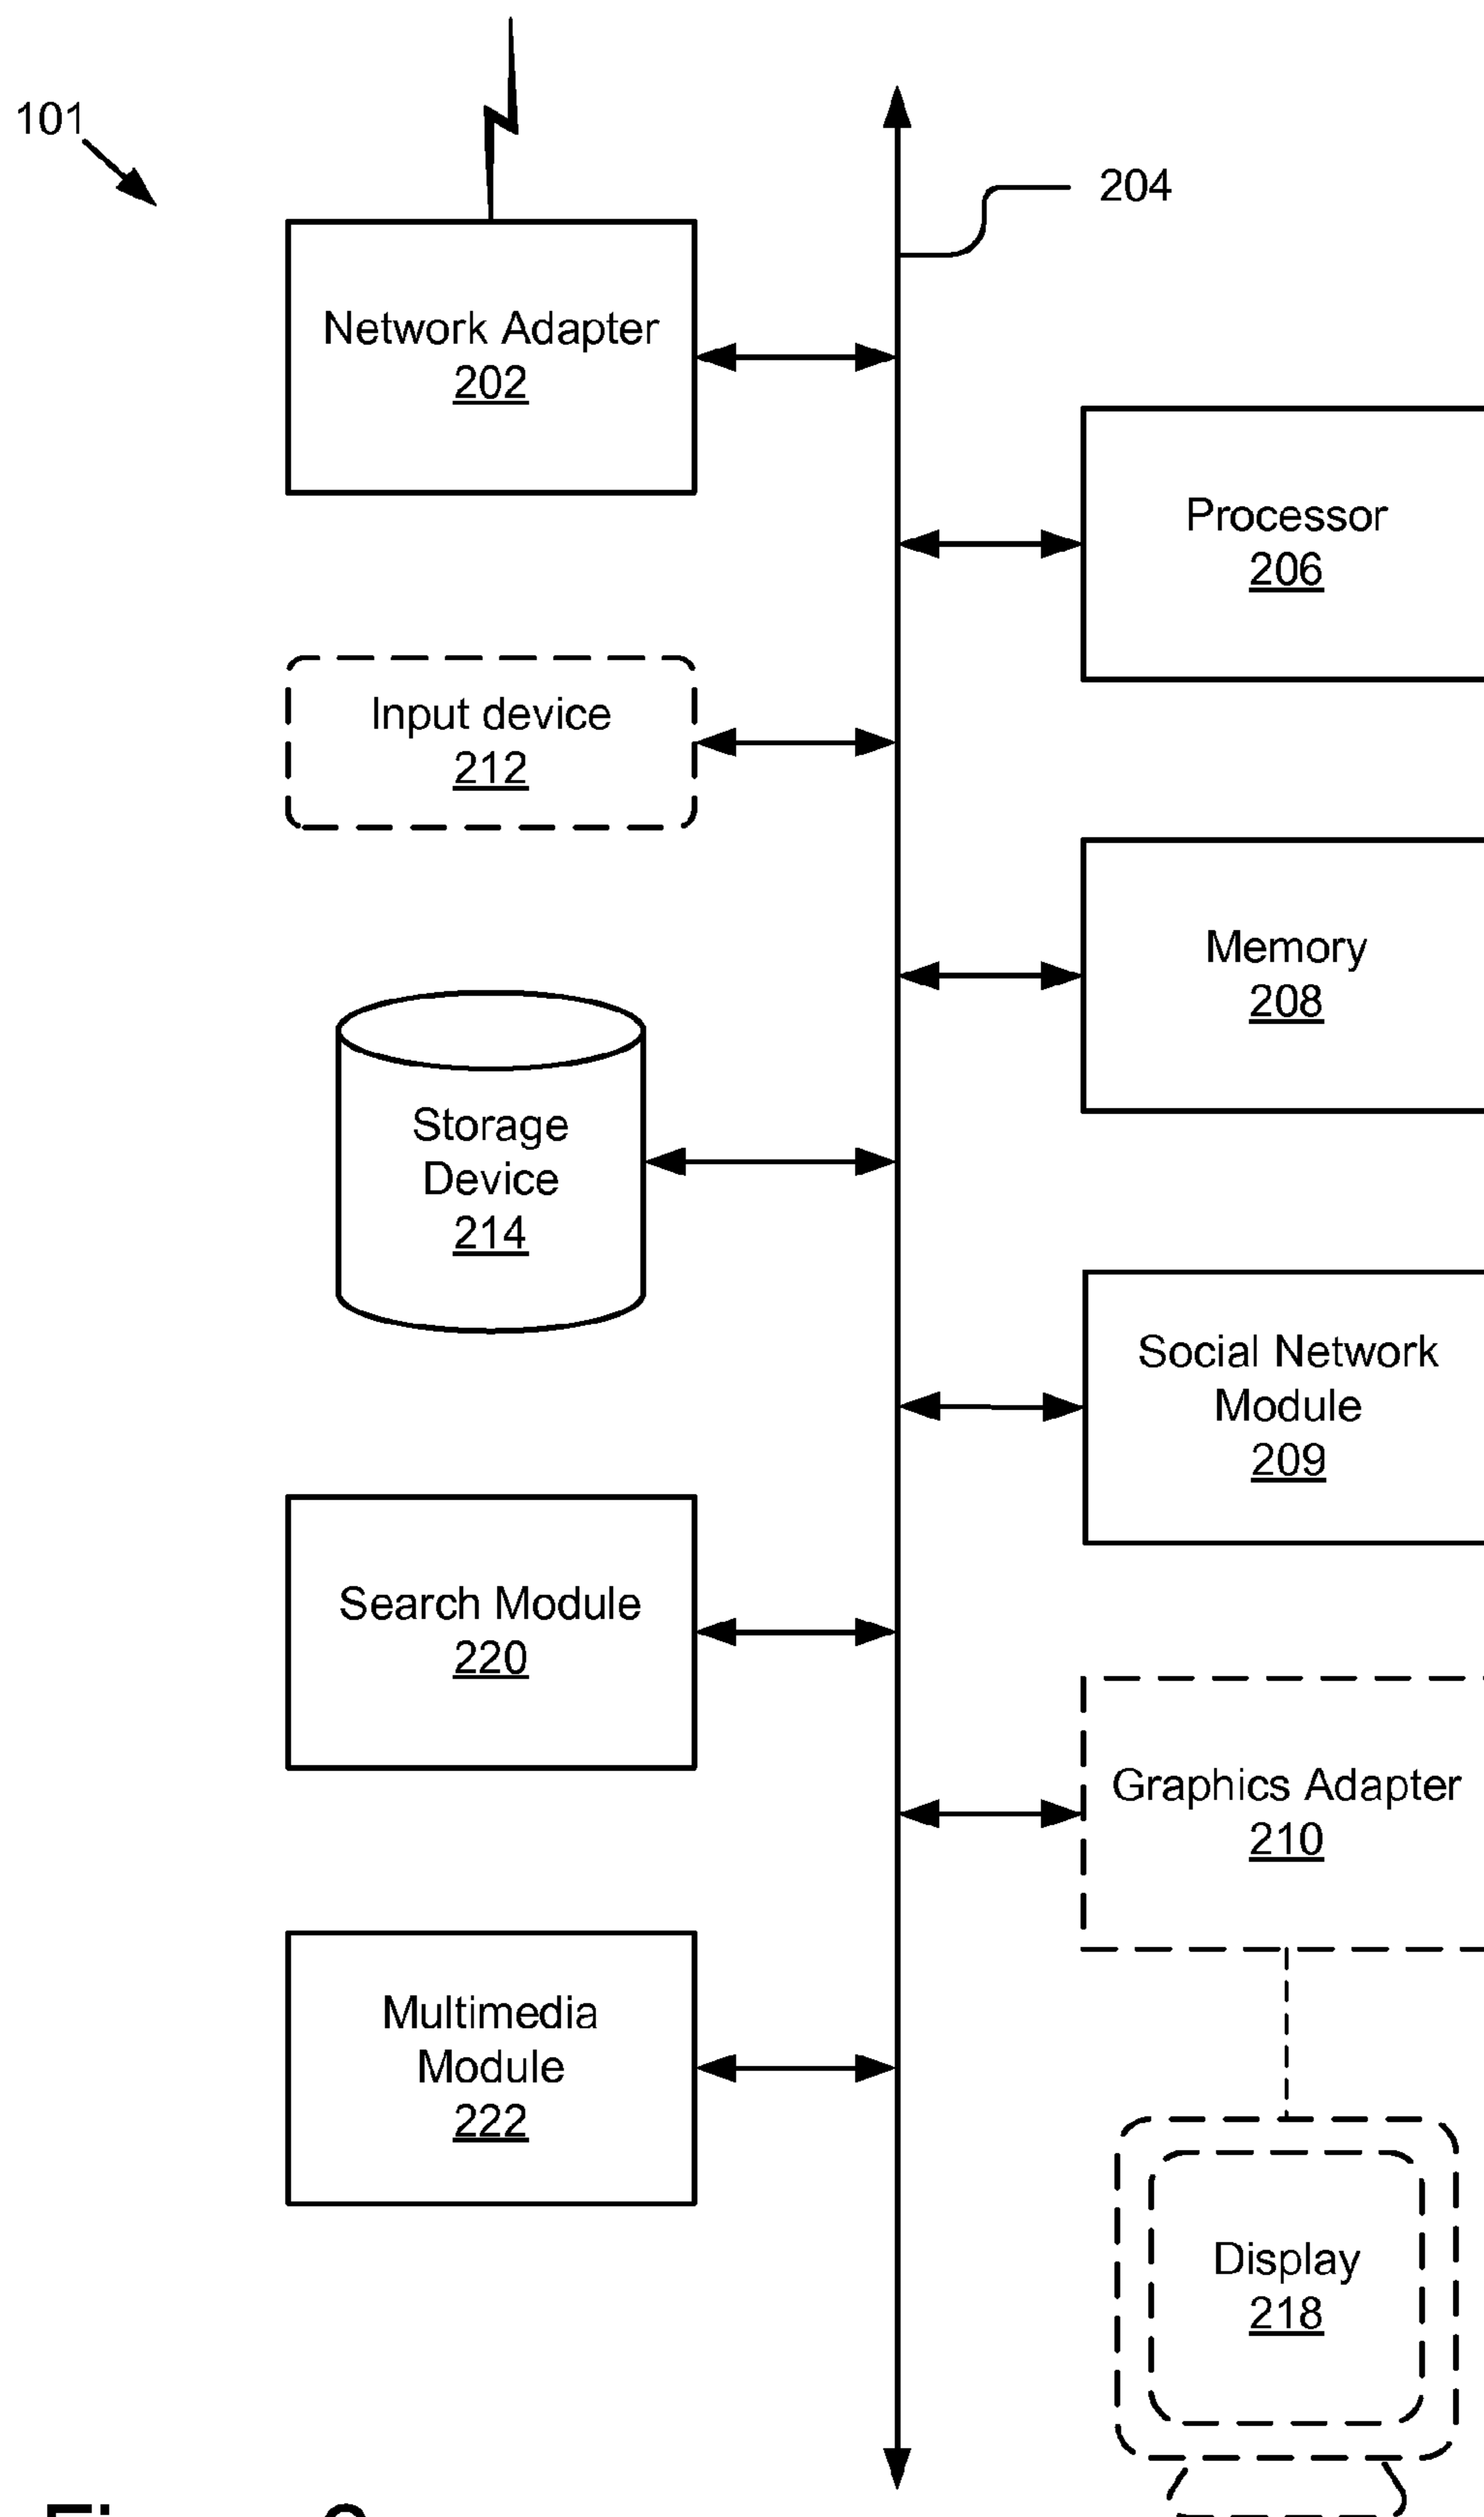 101
204
Network Adapter
202
Processor
206
Input device
212
Memory
208
Storage
Device
214
Social Network
Module
209
Search Module
220
Graphics Adapter
210
Multimedia
Module
222
Display
218